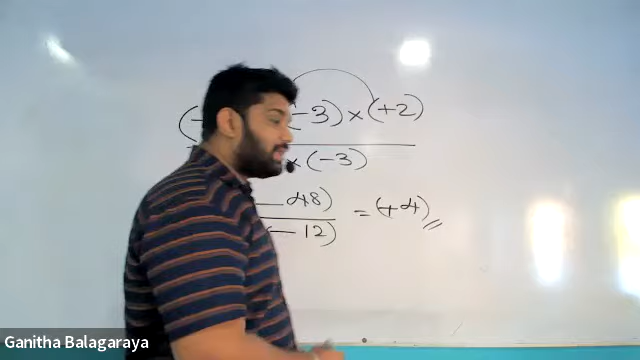 (-3) × (+2)
× (-3)
-48)
(-12)
= (+4)
Ganitha Balagaraya